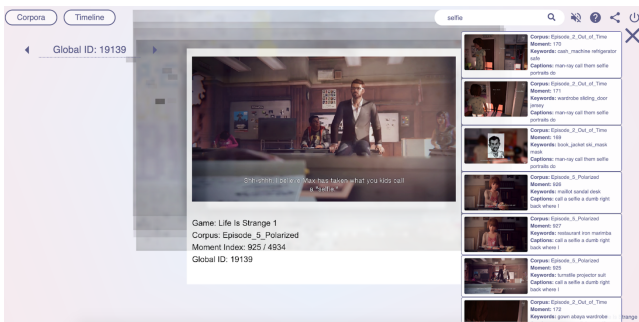 Corpora
Timeline
selfie
Global ID: 19139
Shh-shhh, I believe Max has taken what you kids call
a "selfie."
Game: Life Is Strange 1
Corpus: Episode_5_Polarized
Moment Index: 925 / 4934
Global ID: 19139
Corpus: Episode_2_Out_of_Time
Moment: 170
Keywords: cash_machine refrigerator
safe
Captions: man-ray call them selfie
portraits do
Corpus: Episode_2_Out_of_Time
Moment: 171
Keywords: wardrobe sliding_door
jersey
Captions: man-ray call them selfie
portraits do
Corpus: Episode_2_Out_of_Time
Moment: 169
Keywords: book_jacket ski_mask
mask
Captions: man-ray call them selfie
portraits do
Corpus: Episode_5_Polarized
Moment: 926
Keywords: maillot sandal desk
Captions: call a selfie a dumb right
back where I
Corpus: Episode_5_Polarized
Moment: 927
Keywords: restaurant iron marimba
Captions: call a selfie a dumb right
back where I
Corpus: Episode_5_Polarized
Moment: 925
Keywords: turnstile projector suit
Captions: call a selfie a dumb right
back where I
Corpus: Episode_2_Out_of_Time
Moment: 172
Keywords: gown abaya wardrobe